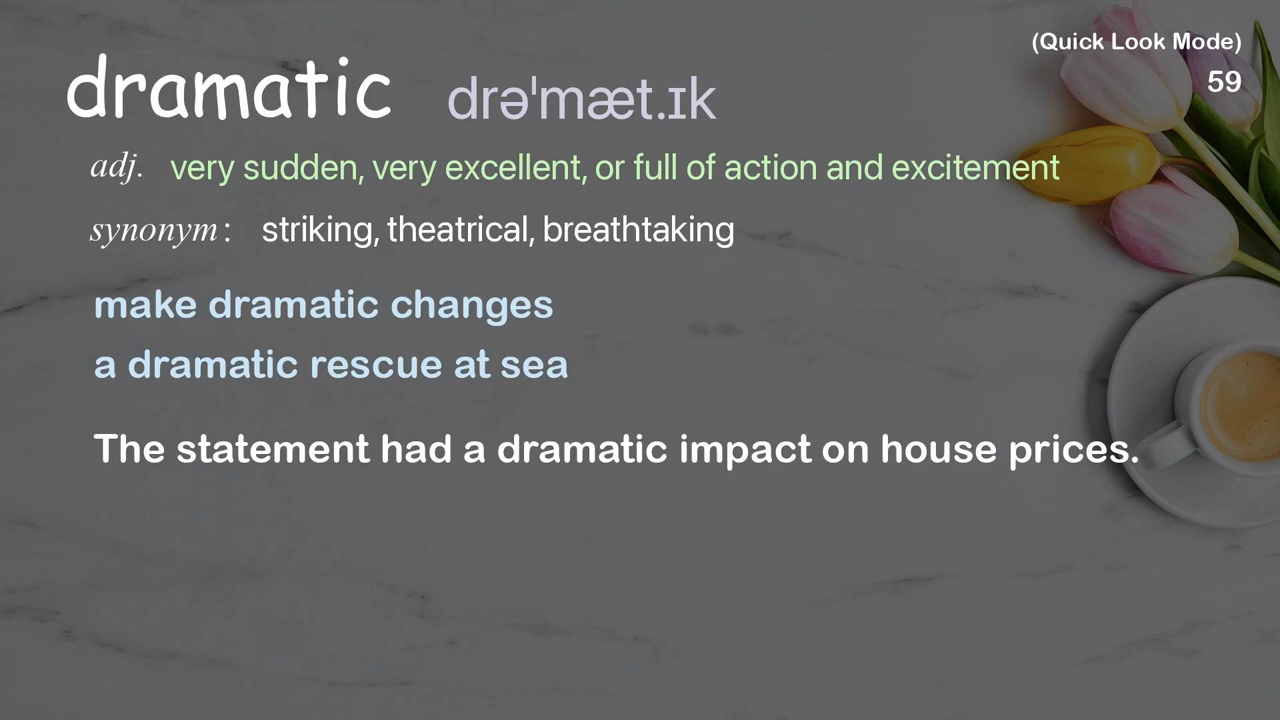 (Quick Look Mode)
59
dramatic drəˈmæt.ɪk
adj. very sudden, very excellent, or full of action and excitement
synonym: striking, theatrical, breathtaking
make dramatic changes
a dramatic rescue at sea
The statement had a dramatic impact on house prices.